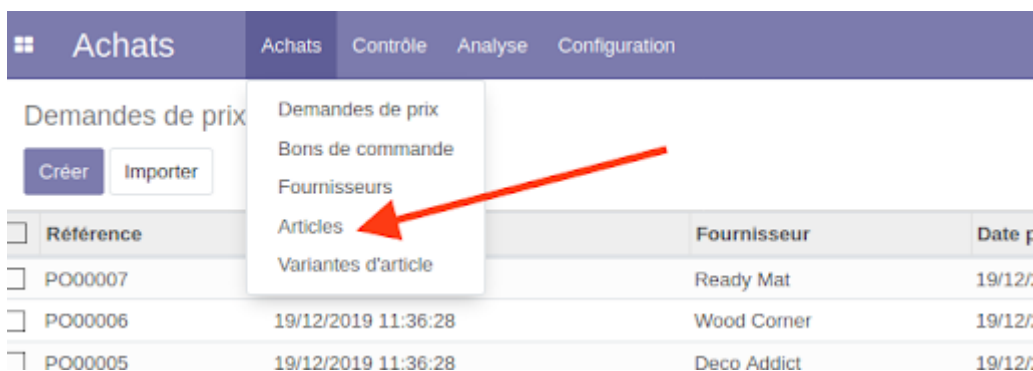 Achats Achats Contrôle Analyse Configuration
Demandes de prix
Créer Importer
Demandes de prix
Bons de commande
Fournisseurs
Articles
Variantes d'article
Référence Fournisseur Date p
PO00007 Ready Mat 19/12/
PO00006 19/12/2019 11:36:28 Wood Corner 19/12/
PO00005 19/12/2019 11:36:28 Deco Addict 19/12/